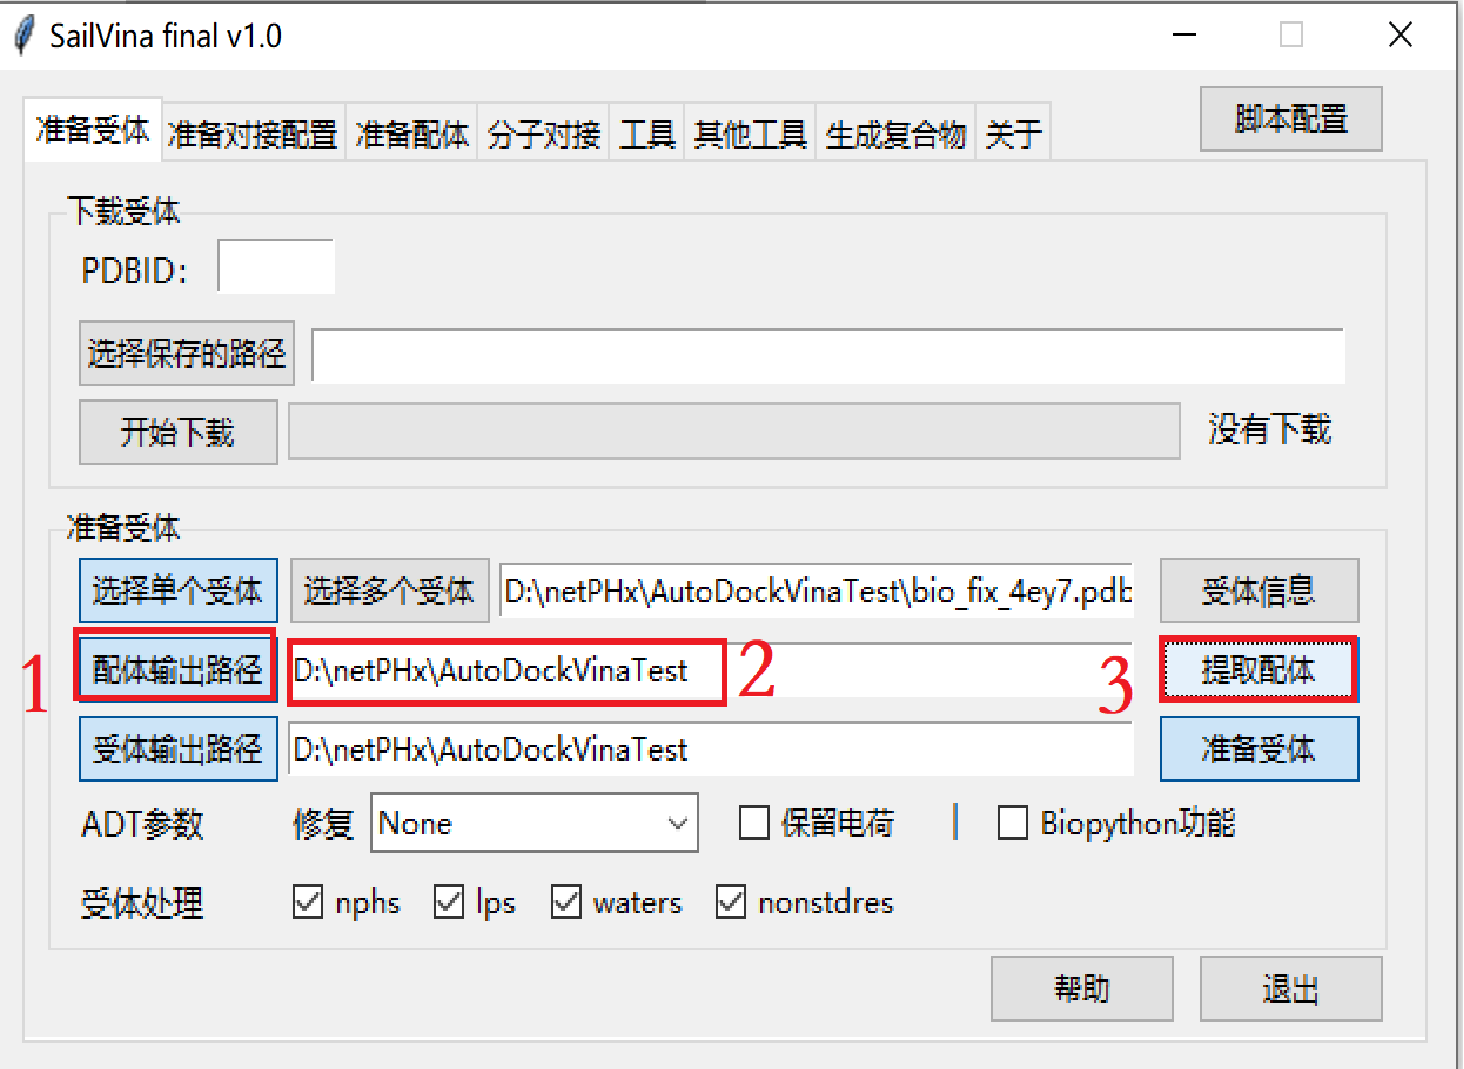 SailVina final v1.0
准备受体 准备对接配置 准备配体 分子对接 工具 其他工具 生成复合物 关于 脚本配置
下载受体
PDBID:
选择保存的路径
开始下载 没有下载
准备受体
选择单个受体 选择多个受体 D:\netPHx\AutoDockVinaTest\bio_fix_4ey7.pdb 受体信息
1 配体输出路径 D:\netPHx\AutoDockVinaTest 2 3 提取配体
受体输出路径 D:\netPHx\AutoDockVinaTest 准备受体
ADT参数 修复 None 保留电荷 | Biopython功能
受体处理 nphs lps waters nonstdres
帮助 退出